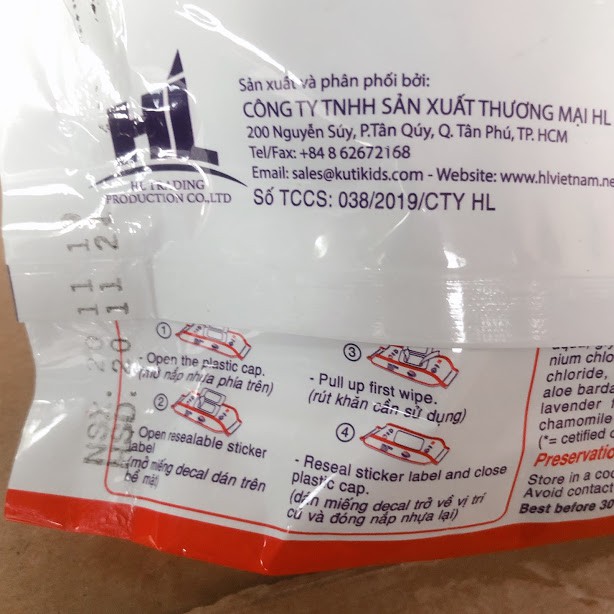 Sản xuất và phân phối bởi:
CÔNG TY TNHH SẢN XUẤT THƯƠNG MẠI HL
200 Nguyễn Súy, P.Tân Qúy, Q. Tân Phú, TP. HCM
Tel/Fax: +84 8 62672168
Email: sales@kutikids.com - Website: www.hlvietnam.ne
Số TCCS: 038/2019/CTY HL
HL
HL TRADING
PRODUCTION CO.,LTD
NSX: 20 11 19
HSD: 20 11 21
1
- Open the plastic cap.
(mở nắp nhựa phía trên)
2
- Open resealable sticker
label
(mở miếng decal dán trên
bề mặt)
3
- Pull up first wipe.
(rút khăn cần sử dụng)
4
- Reseal sticker label and close
plastic cap.
(dán miếng decal trở về vị trí
cũ và đóng nắp nhựa lại)
nium chlo
chloride,
aloe barda
lavender
chamomile
(*= cetified
Preservatio
Store in a coo
Avoid contact
Best before 30